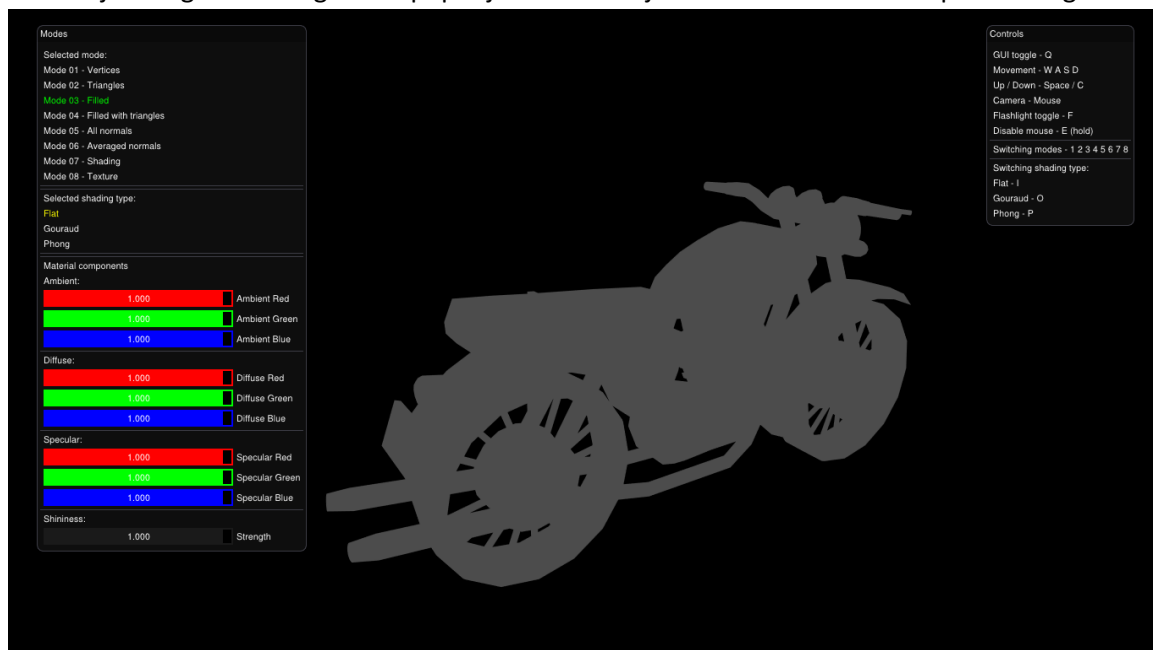 Modes
Selected mode:
Mode 01 - Vertices
Mode 02 - Triangles
Mode 03 - Filled
Mode 04 - Filled with triangles
Mode 05 - All normals
Mode 06 - Averaged normals
Mode 07 - Shading
Mode 08 - Texture
Selected shading type:
Flat
Gouraud
Phong
Material components
Ambient:
1.000 Ambient Red
1.000 Ambient Green
1.000 Ambient Blue
Diffuse:
1.000 Diffuse Red
1.000 Diffuse Green
1.000 Diffuse Blue
Specular:
1.000 Specular Red
1.000 Specular Green
1.000 Specular Blue
Shininess:
1.000 Strength
Controls
GUI toggle - Q
Movement - W A S D
Up / Down - Space / C
Camera - Mouse
Flashlight toggle - F
Disable mouse - E (hold)
Switching modes - 1 2 3 4 5 6 7 8
Switching shading type:
Flat - I
Gouraud - O
Phong - P